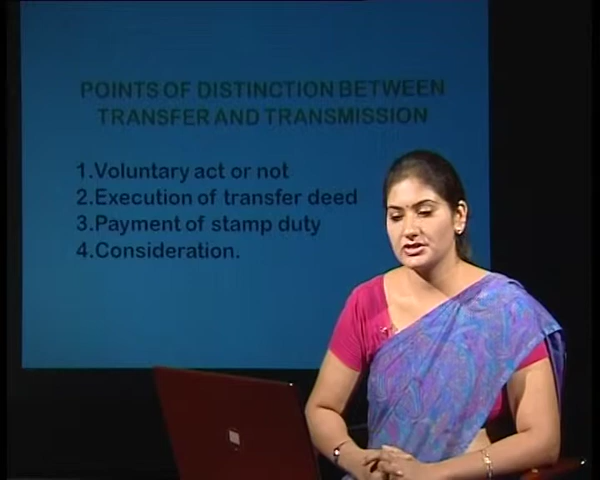 POINTS OF DISTINCTION BETWEEN
TRANSFER AND TRANSMISSION
1.Voluntary act or not
2.Execution of transfer deed
3.Payment of stamp duty
4.Consideration.